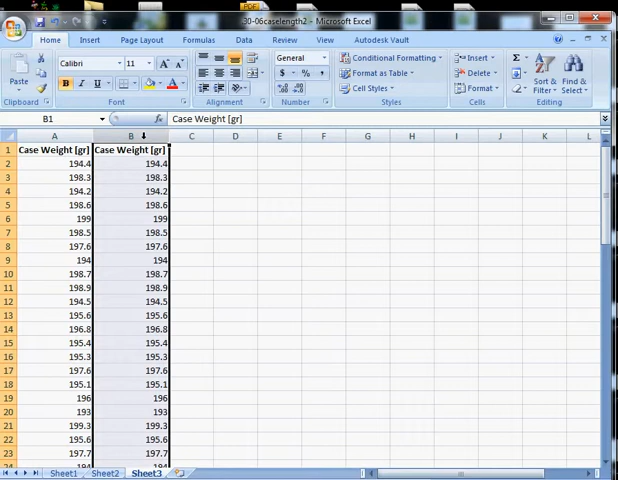 PDF
30-06caselength2 - Microsoft Excel
Home Insert Page Layout Formulas Data Review View Autodesk Vault
Paste
Clipboard
Calibri 11
B I U
Font
Alignment
General
$ % ,
Number
Conditional Formatting
Format as Table
Cell Styles
Styles
Insert
Delete
Format
Cells
Σ
Sort & Filter
Find & Select
Editing
B1 fx Case Weight [gr]
A B C D E F G H I J K L
1 Case Weight [gr] Case Weight [gr]
2 194.4 194.4
3 198.3 198.3
4 194.2 194.2
5 198.6 198.6
6 199 199
7 198.5 198.5
8 197.6 197.6
9 194 194
10 198.7 198.7
11 198.9 198.9
12 194.5 194.5
13 195.6 195.6
14 196.8 196.8
15 195.4 195.4
16 195.3 195.3
17 197.6 197.6
18 195.1 195.1
19 196 196
20 193 193
21 199.3 199.3
22 195.6 195.6
23 197.7 197.7
24 194 194
Sheet1 Sheet2 Sheet3